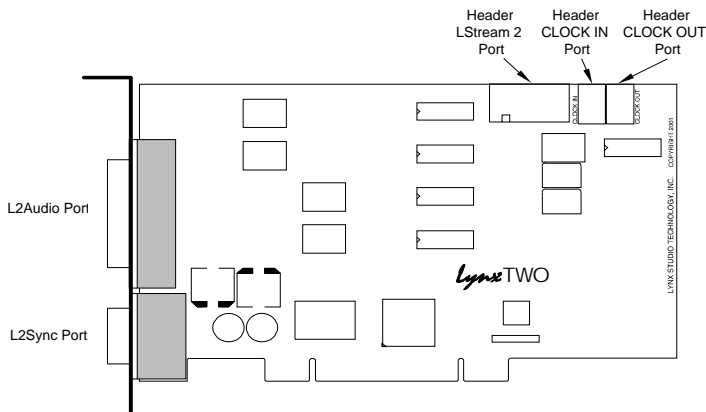 Header
LStream 2
Port
Header
CLOCK IN
Port
Header
CLOCK OUT
Port
CLOCK IN
CLOCK OUT
LYNX STUDIO TECHNOLOGY, INC. COPYRIGHT 2001
L2Audio Port
LynxTWO
L2Sync Port